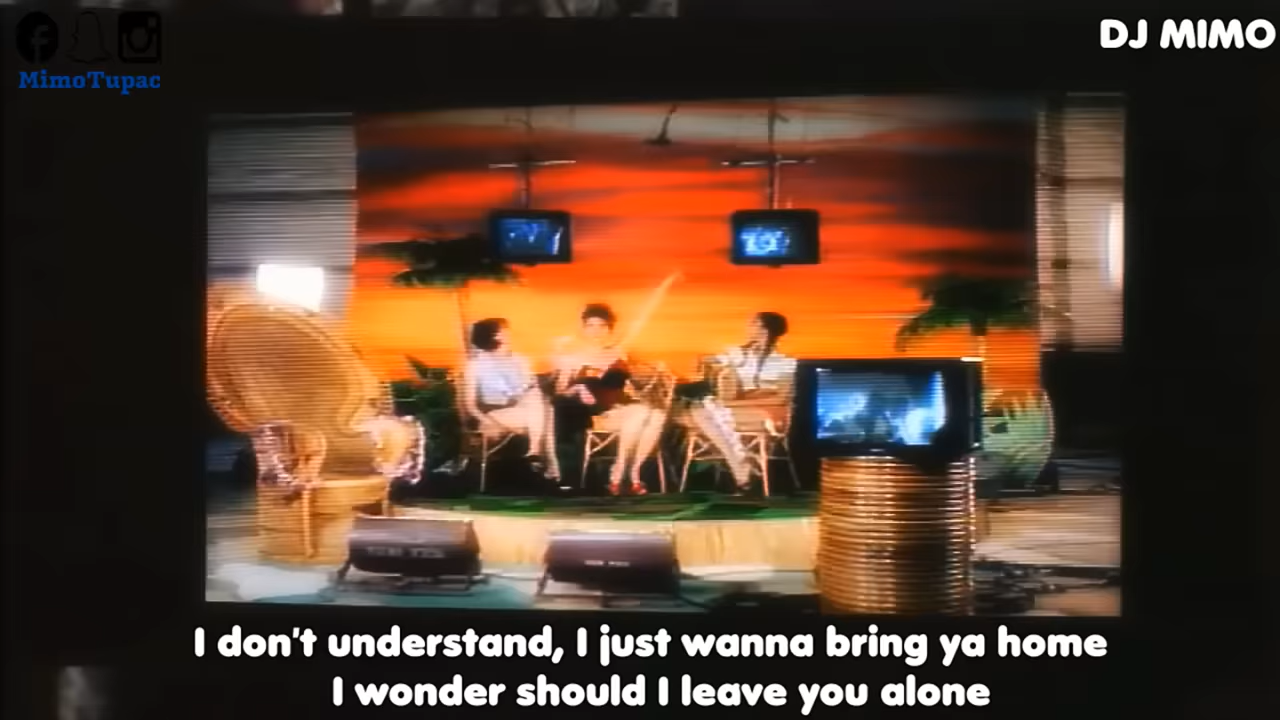 DJ MIMO
MimoTupac
I don't understand, I just wanna bring ya home
I wonder should I leave you alone